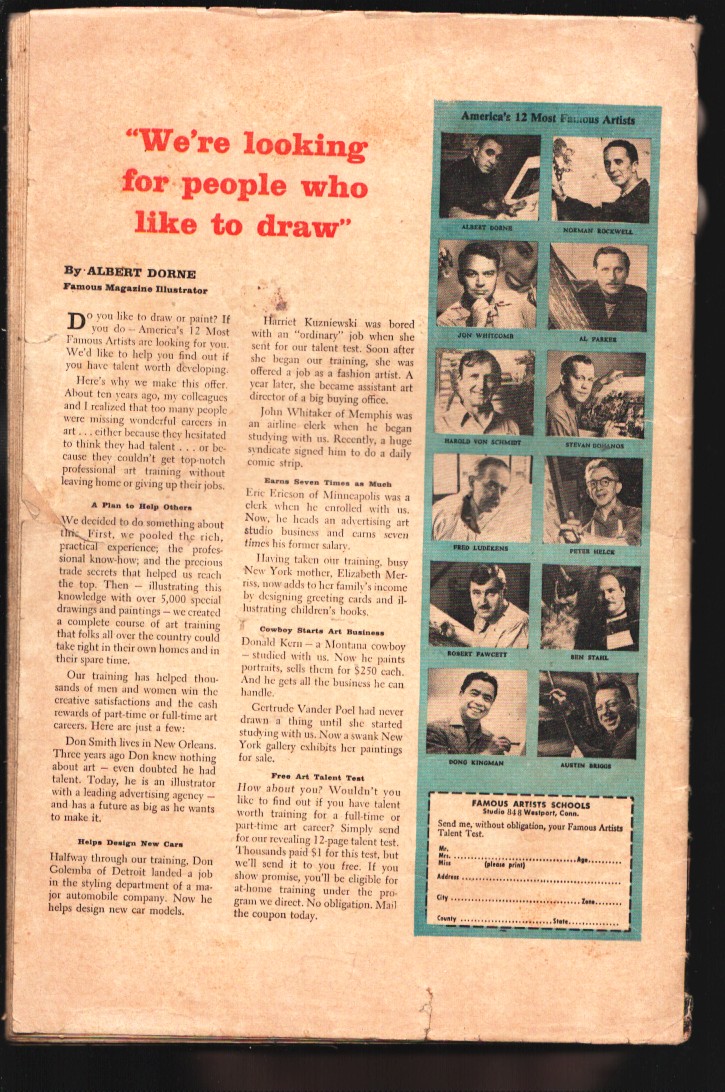 “We’re looking
for people who
like to draw”
By ALBERT DORNE
Famous Magazine Illustrator
Do you like to draw or paint? If
you do – America’s 12 Most
Famous Artists are looking for you.
We’d like to help you find out if
you have talent worth developing.
Here’s why we make this offer.
About ten years ago, my colleagues
and I realized that too many people
were missing wonderful careers in
art . . . either because they hesitated
to think they had talent . . . or be-
cause they couldn’t get top-notch
professional art training without
leaving home or giving up their jobs.
A Plan to Help Others
We decided to do something about
this. First, we pooled the rich,
practical experience; the profes-
sional know-how; and the precious
trade secrets that helped us reach
the top. Then – illustrating this
knowledge with over 5,000 special
drawings and paintings – we created
a complete course of art training
that folks all over the country could
take right in their own homes and in
their spare time.
Our training has helped thou-
sands of men and women win the
creative satisfactions and the cash
rewards of part-time or full-time art
careers. Here are just a few:
Don Smith lives in New Orleans.
Three years ago Don knew nothing
about art – even doubted he had
talent. Today, he is an illustrator
with a leading advertising agency –
and has a future as big as he wants
to make it.
Helps Design New Cars
Halfway through our training, Don
Golemba of Detroit landed a job
in the styling department of a ma-
jor automobile company. Now he
helps design new car models.
Harriet Kuzniewski was bored
with an “ordinary” job when she
sent for our talent test. Soon after
she began our training, she was
offered a job as a fashion artist. A
year later, she became assistant art
director of a big buying office.
John Whitaker of Memphis was
an airline clerk when he began
studying with us. Recently, a huge
syndicate signed him to do a daily
comic strip.
Earns Seven Times as Much
Eric Ericson of Minneapolis was a
clerk when he enrolled with us.
Now, he heads an advertising art
studio business and earns seven
times his former salary.
Having taken our training, busy
New York mother, Elizabeth Mer-
riss, now adds to her family’s income
by designing greeting cards and il-
lustrating children’s books.
Cowboy Starts Art Business
Donald Kern – a Montana cowboy
– studied with us. Now he paints
portraits, sells them for $250 each.
And he gets all the business he can
handle.
Gertrude Vander Poel had never
drawn a thing until she started
studying with us. Now a swank New
York gallery exhibits her paintings
for sale.
Free Art Talent Test
How about you? Wouldn’t you
like to find out if you have talent
worth training for a full-time or
part-time art career? Simply send
for our revealing 12-page talent test.
Thousands paid $1 for this test, but
we’ll send it to you free. If you
show promise, you’ll be eligible for
at-home training under the pro-
gram we direct. No obligation. Mail
the coupon today.
America’s 12 Most Famous Artists
ALBERT DORNE
NORMAN ROCKWELL
JON WHITCOMB
AL PARKER
HAROLD VON SCHMIDT
STEVAN DOHANOS
FRED LUDEKENS
PETER HELCK
ROBERT FAWCETT
BEN STAHL
DONG KINGMAN
AUSTIN BRIGGS
FAMOUS ARTISTS SCHOOLS
Studio 848 Westport, Conn.
Send me, without obligation, your Famous Artists
Talent Test.
Mr.
Mrs. ........................................Age..........
Miss (please print)
Address ........................................
City ........................................Zone..........
County ..............................State..............